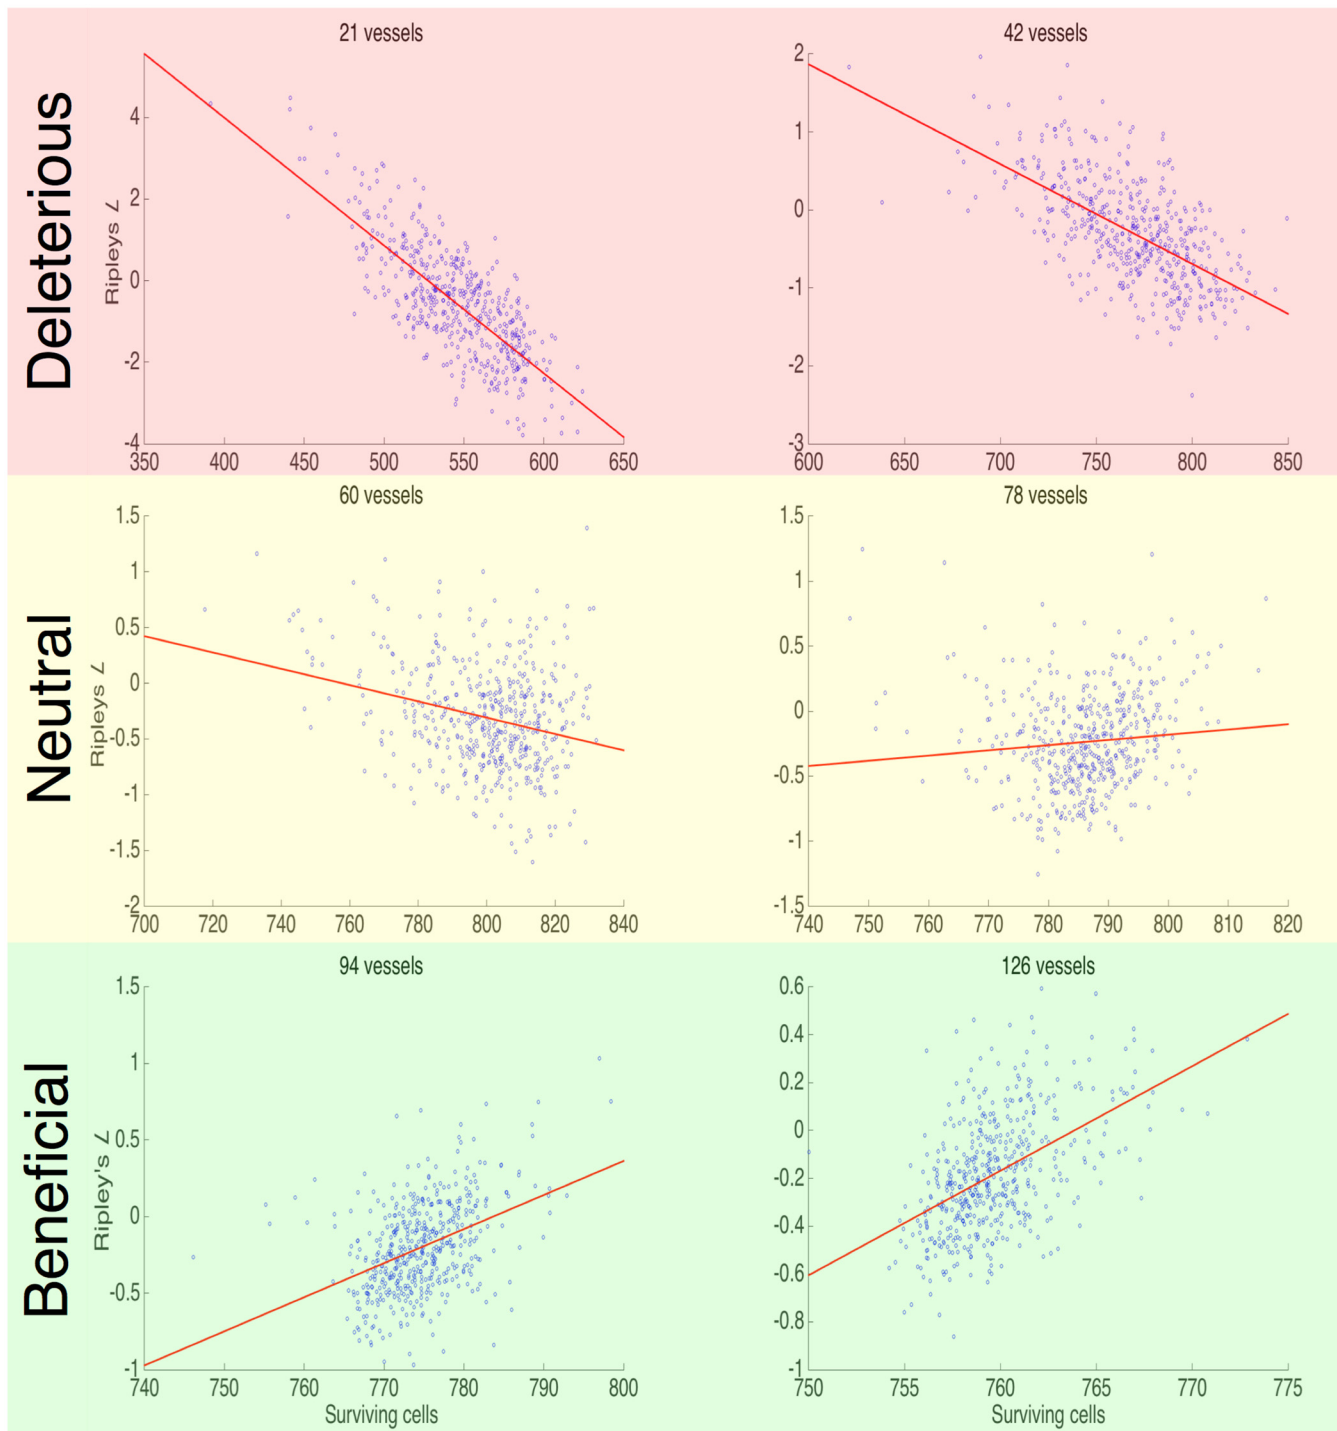 Deleterious
21 vessels
Ripleys L
4
2
0
-2
-4
350 400 450 500 550 600 650
42 vessels
2
1
0
-1
-2
-3
600 650 700 750 800 850
Neutral
60 vessels
Ripleys L
1.5
1
0.5
0
-0.5
-1
-1.5
-2
700 720 740 760 780 800 820 840
78 vessels
1.5
1
0.5
0
-0.5
-1
-1.5
740 750 760 770 780 790 800 810 820
Beneficial
94 vessels
Ripley's L
1.5
1
0.5
0
-0.5
-1
740 750 760 770 780 790 800
Surviving cells
126 vessels
0.6
0.4
0.2
0
-0.2
-0.4
-0.6
-0.8
-1
750 755 760 765 770 775
Surviving cells